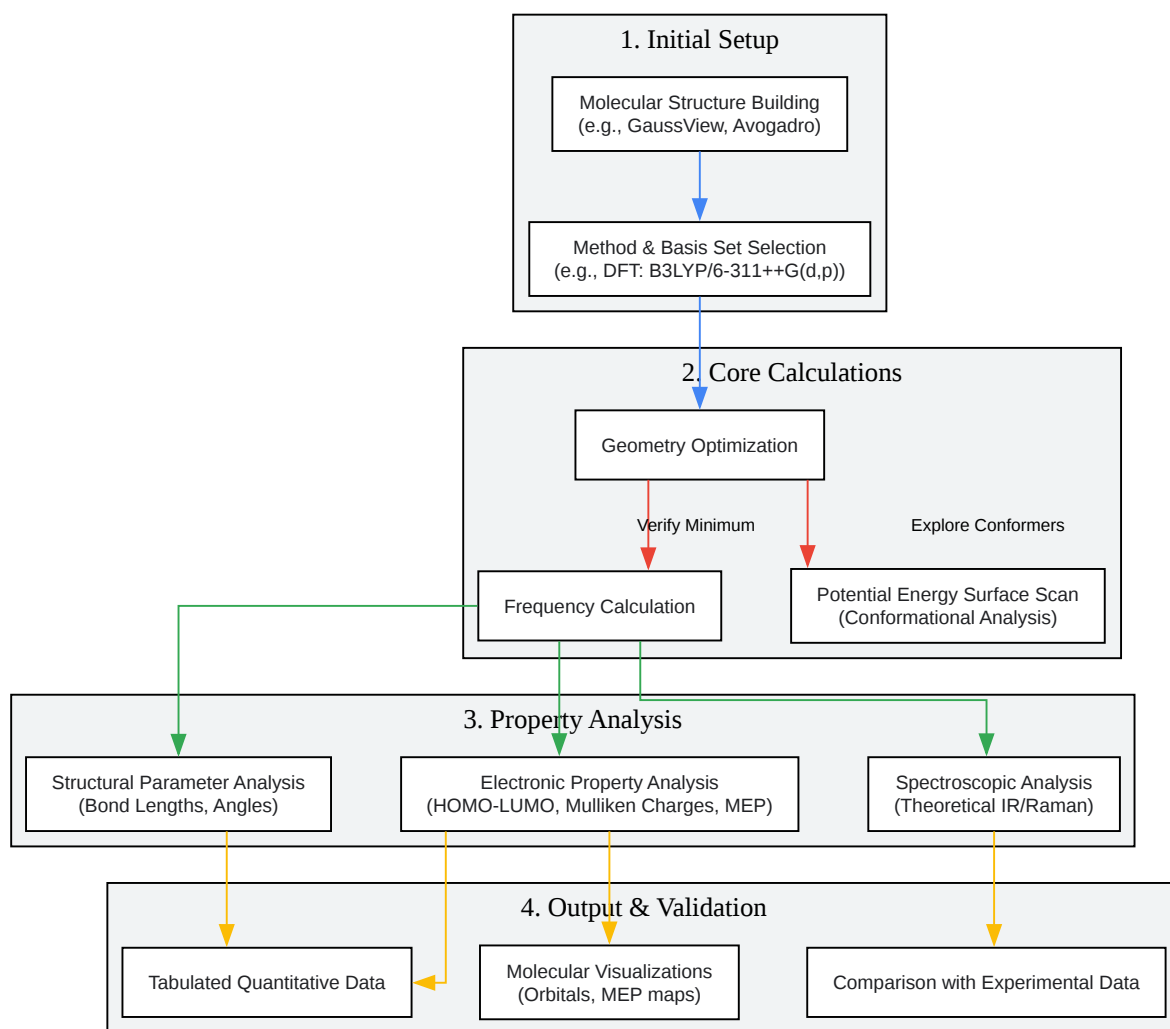 1. Initial Setup
Molecular Structure Building
(e.g., GaussView, Avogadro)
Method & Basis Set Selection
(e.g., DFT: B3LYP/6-311++G(d,p))
2. Core Calculations
Geometry Optimization
Verify Minimum
Explore Conformers
Frequency Calculation
Potential Energy Surface Scan
(Conformational Analysis)
3. Property Analysis
Structural Parameter Analysis
(Bond Lengths, Angles)
Electronic Property Analysis
(HOMO-LUMO, Mulliken Charges, MEP)
Spectroscopic Analysis
(Theoretical IR/Raman)
4. Output & Validation
Tabulated Quantitative Data
Molecular Visualizations
(Orbitals, MEP maps)
Comparison with Experimental Data